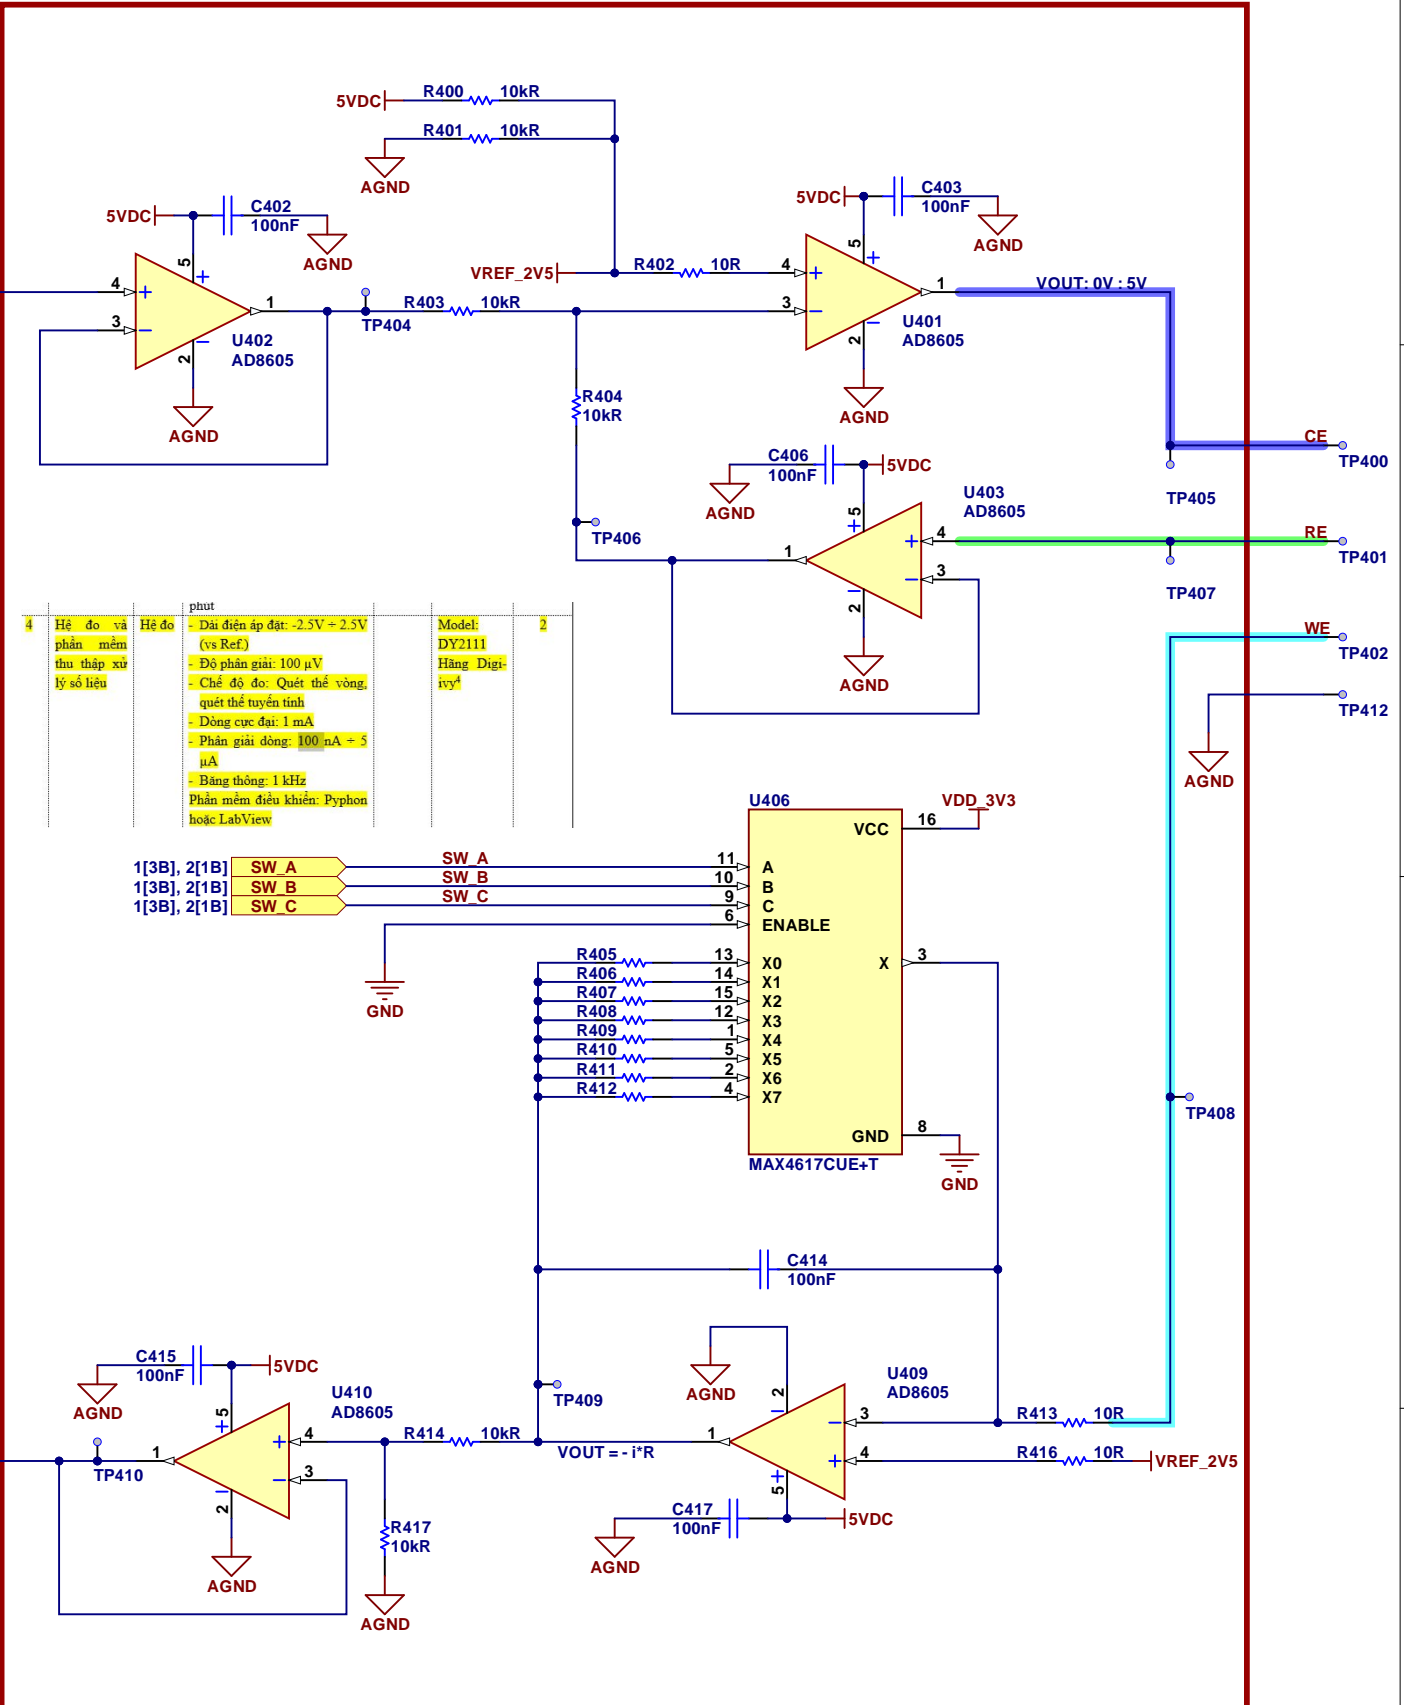 R400 10kR
5VDC
R401 10kR
AGND
C402
100nF
5VDC
AGND
C403
100nF
5VDC
AGND
5
4
3
1
2
U402
AD8605
AGND
TP404
R403 10kR
VREF_2V5
R402 10R
5
4
3
1
2
U401
AD8605
AGND
VOUT: 0V : 5V
R404
10kR
CE
TP400
TP405
C406
100nF
5VDC
AGND
U403
AD8605
5
4
3
1
2
AGND
TP406
RE
TP401
TP407
WE
TP402
TP412
AGND
phút
4 Hệ đo và phần mềm thu thập xử lý số liệu
Hệ đo
- Dải điện áp đặt: -2.5V ÷ 2.5V
(vs Ref.)
- Độ phân giải: 100 µV
- Chế độ đo: Quét thế vòng,
quét thế tuyến tính
- Dòng cực đại: 1 mA
- Phân giải dòng: 100 nA ÷ 5
µA
- Băng thông: 1 kHz
Phần mềm điều khiển: Pyphon
hoặc LabView
Model:
DY2111
Hãng Digi-
ivy4
2
U406
VDD_3V3
VCC 16
1[3B], 2[1B] SW_A SW_A 11 A
1[3B], 2[1B] SW_B SW_B 10 B
1[3B], 2[1B] SW_C SW_C 9 C
6 ENABLE
GND
R405 13 X0 X 3
R406 14 X1
R407 15 X2
R408 12 X3
R409 1 X4
R410 5 X5
R411 2 X6
R412 4 X7
GND 8
MAX4617CUE+T
GND
TP408
C414
100nF
AGND
U409
AD8605
2
3
4
1
5
R413 10R
R416 10R
VREF_2V5
C417
100nF
5VDC
AGND
TP409
VOUT = - i*R
R414 10kR
C415
100nF
5VDC
AGND
U410
AD8605
5
4
3
1
2
TP410
AGND
R417
10kR
AGND